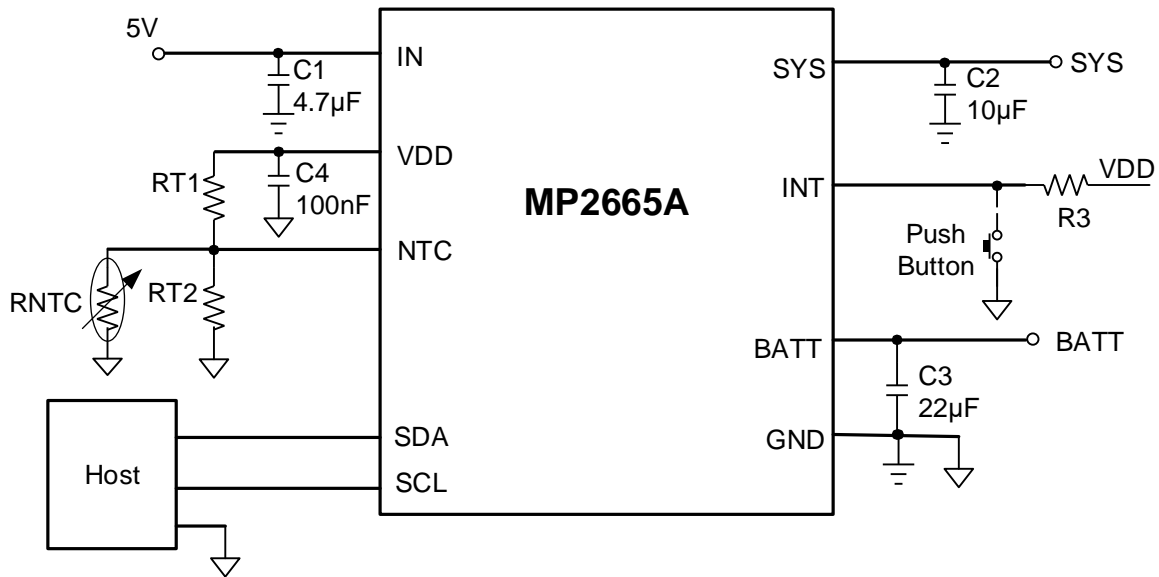 5V
IN
C1
4.7µF
SYS
SYS
C2
10µF
VDD
RT1
C4
100nF
MP2665A
INT
VDD
R3
Push
Button
NTC
RNTC
RT2
BATT
BATT
C3
22µF
GND
SDA
Host
SCL